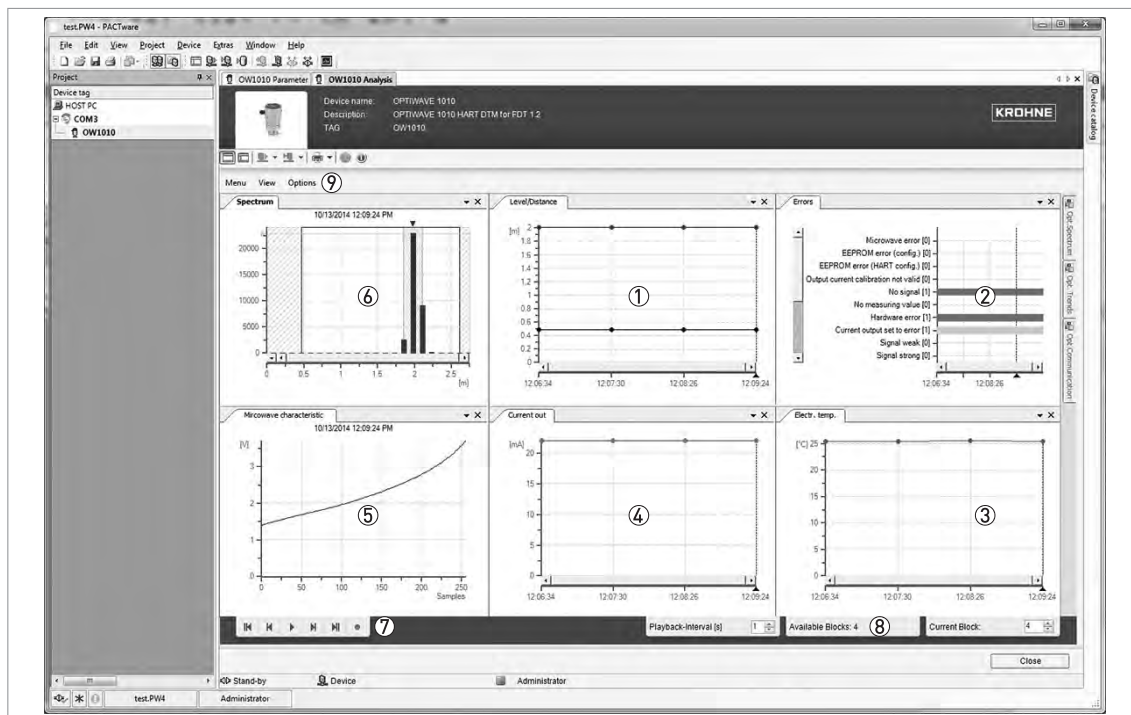 test.PW4 - PACTware
File Edit View Project Device Extras Window Help
Project
Device tag
HOST PC
COM3
OW1010
OW1010 Parameter OW1010 Analysis
Device name: OPTIWAVE 1010
Description: OPTIWAVE 1010 HART DTM for FDT 1.2
TAG OW1010
KROHNE
Device catalog
Menu View Options ⑨
Spectrum
10/13/2014 12:09:24 PM
20000
15000
10000
5000
0
0 0.5 1 1.5 2 2.5
[m]
⑥
Level/Distance
[m]
2
1.8
1.6
1.4
1.2
1
0.8
0.6
0.4
0.2
0
12:06:34 12:07:30 12:08:26 12:09:24
①
Errors
Microwave error [0]
EEPROM error (config.) [0]
EEPROM error (HART config.) [0]
Output current calibration not valid [0]
No signal [1]
No measuring value [0]
Hardware error [1]
Current output set to error [1]
Signal weak [0]
Signal strong [0]
12:06:34 12:08:26
②
Opt.Spectrum
Opt. Trends
Opt.Communication
Mircowave characteristic
10/13/2014 12:09:24 PM
[V]
3
2
1
0
0 50 100 150 200 250
Samples
⑤
Current out
[mA]
20
15
10
5
0
12:06:34 12:07:30 12:08:26 12:09:24
④
Electr. temp.
[°C] 25
20
15
10
5
0
12:06:34 12:07:30 12:08:26 12:09:24
③
⑦
Playback-Interval [s] 1
Available Blocks: 4 ⑧
Current Block: 4
Close
Stand-by Device Administrator
test.PW4 Administrator